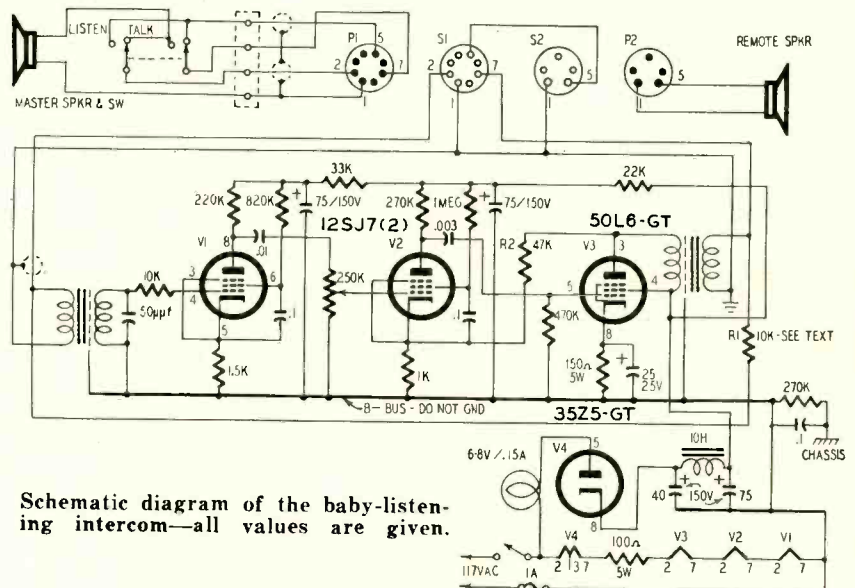 LISTEN TALK
P1 5 2 7 1
S1 2 7 1
S2 5 1
P2 5 1
REMOTE SPKR
MASTER SPKR & SW
33K
22K
220K 820K + 75/150V 270K 1MEG + 75/150V
12SJ7(2) 50L6-GT
V1 8 .01 V2 .003 R2 47K V3 3
10K 3 4 6 250K 5 4
50µµf .1 .1 470K
5 8 R1 10K-SEE TEXT
1.5K 1K 150Ω 5W + 25 25V
270K
B- BUS - DO NOT GND 35Z5-GT
.1
CHASSIS
6-8V/.15A V4 5 10H
40 + 150V + 75
8
Schematic diagram of the baby-listen-
ing intercom—all values are given.
V4 100Ω V3 V2 V1
2 3 7 5W 2 7 2 7 2 7
117VAC 1A